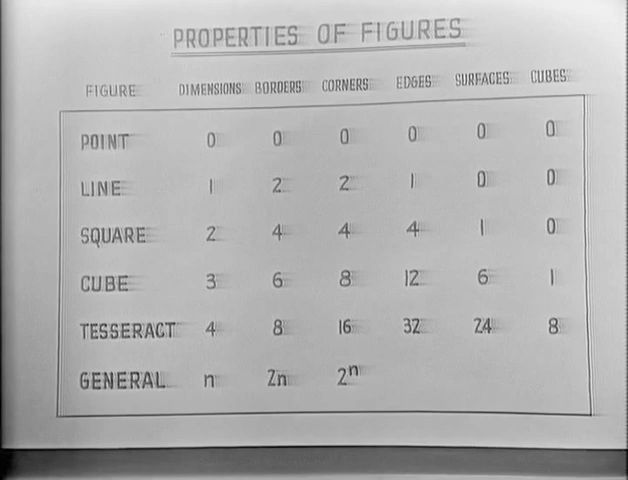 PROPERTIES OF FIGURES
FIGURE DIMENSIONS BORDERS CORNERS EDGES SURFACES CUBES
POINT 0 0 0 0 0 0
LINE 1 2 2 1 0 0
SQUARE 2 4 4 4 1 0
CUBE 3 6 8 12 6 1
TESSERACT 4 8 16 32 24 8
GENERAL n 2n 2ⁿ